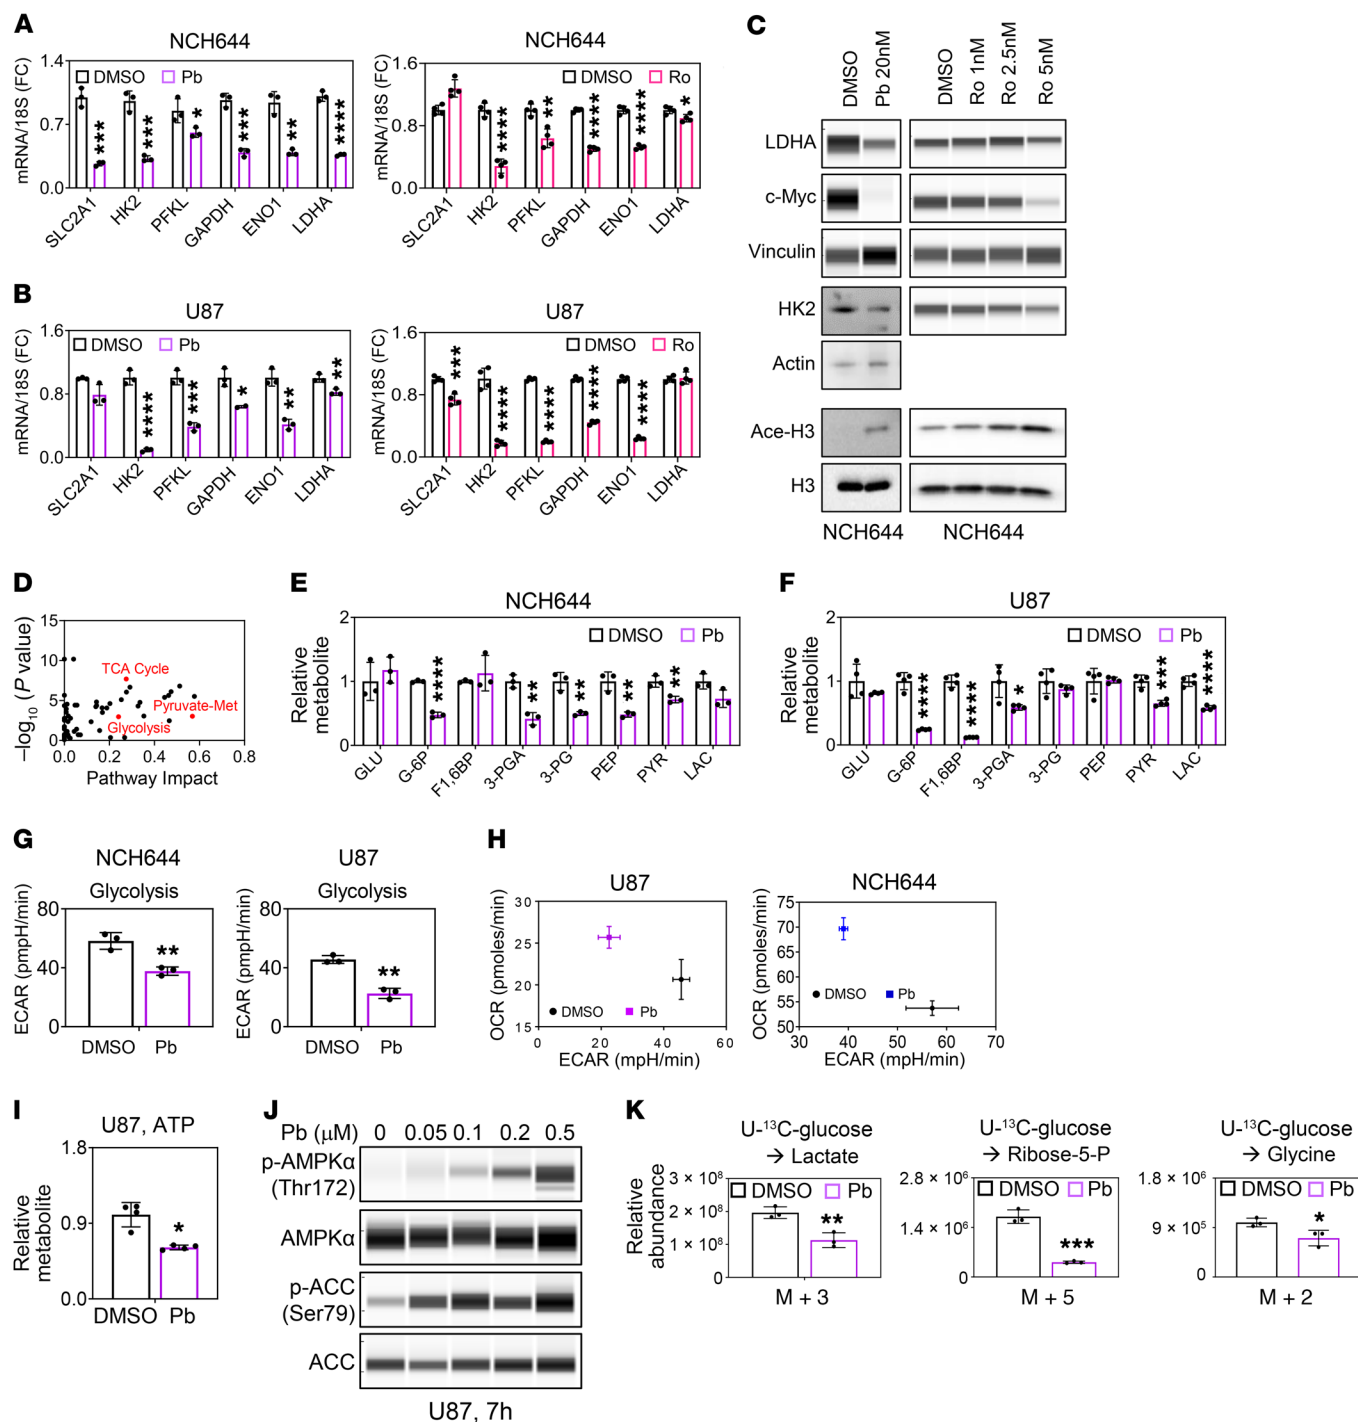 A
NCH644
mRNA/18S (FC)
1.4
0.7
0.0
DMSO Pb
*** *** * *** ** ****
SLC2A1 HK2 PFKL GAPDH ENO1 LDHA
NCH644
mRNA/18S (FC)
1.6
0.8
0.0
DMSO Ro
**** ** **** **** *
SLC2A1 HK2 PFKL GAPDH ENO1 LDHA
B
U87
mRNA/18S (FC)
1.6
0.8
0.0
DMSO Pb
**** *** * ** **
SLC2A1 HK2 PFKL GAPDH ENO1 LDHA
U87
mRNA/18S (FC)
1.6
0.8
0.0
DMSO Ro
*** **** **** **** ****
SLC2A1 HK2 PFKL GAPDH ENO1 LDHA
C
DMSO Pb 20nM DMSO Ro 1nM Ro 2.5nM Ro 5nM
LDHA
c-Myc
Vinculin
HK2
Actin
Ace-H3
H3
NCH644 NCH644
D
−log10 (P value)
15
10
5
0
TCA Cycle
Pyruvate-Met
Glycolysis
0.0 0.2 0.4 0.6 0.8
Pathway Impact
E
NCH644
Relative
metabolite
2
1
0
DMSO Pb
**** ** ** ** **
GLU G-6P F1,6BP 3-PGA 3-PG PEP PYR LAC
F
U87
Relative
metabolite
2
1
0
DMSO Pb
**** **** * *** ****
GLU G-6P F1,6BP 3-PGA 3-PG PEP PYR LAC
G
NCH644
Glycolysis
ECAR (pmpH/min)
80
40
0
**
DMSO Pb
U87
Glycolysis
ECAR (pmpH/min)
80
40
0
**
DMSO Pb
H
U87
OCR (pmoles/min)
30
25
20
15
DMSO Pb
0 20 40 60
ECAR (mpH/min)
NCH644
OCR (pmoles/min)
75
70
65
60
55
50
DMSO Pb
30 40 50 60 70
ECAR (mpH/min)
I
U87, ATP
Relative
metabolite
1.8
0.9
0.0
*
DMSO Pb
J
Pb (μM) 0 0.05 0.1 0.2 0.5
p-AMPKα
(Thr172)
AMPKα
p-ACC
(Ser79)
ACC
U87, 7h
K
U-13C-glucose
→ Lactate
Relative
abundance
3 × 10⁸
2 × 10⁸
1 × 10⁸
0
DMSO Pb
**
M + 3
U-13C-glucose
→ Ribose-5-P
2.8 × 10⁶
1.4 × 10⁶
0
DMSO Pb
***
M + 5
U-13C-glucose
→ Glycine
1.8 × 10⁶
9 × 10⁵
0
DMSO Pb
*
M + 2